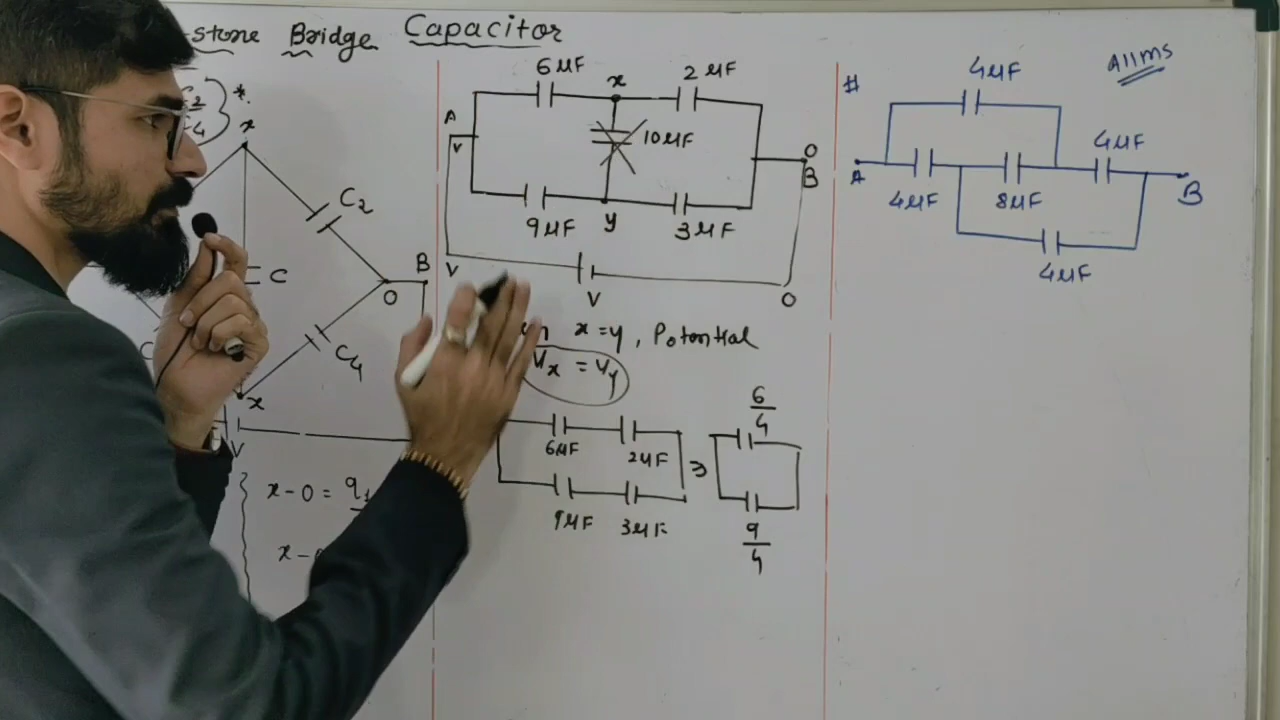 stone Bridge Capacitor
x
C2
C
B
O
C4
x
V
x-0 = q1
x-
6μF
x
2μF
A
V
10μF
O
B
9μF
y
3μF
V
V
O
x=y, Potential
Vx = Vy
6μF
2μF
9μF
3μF
⇒
6/4
9/4
#
AIIMS
4μF
4μF
A
4μF
8μF
B
4μF